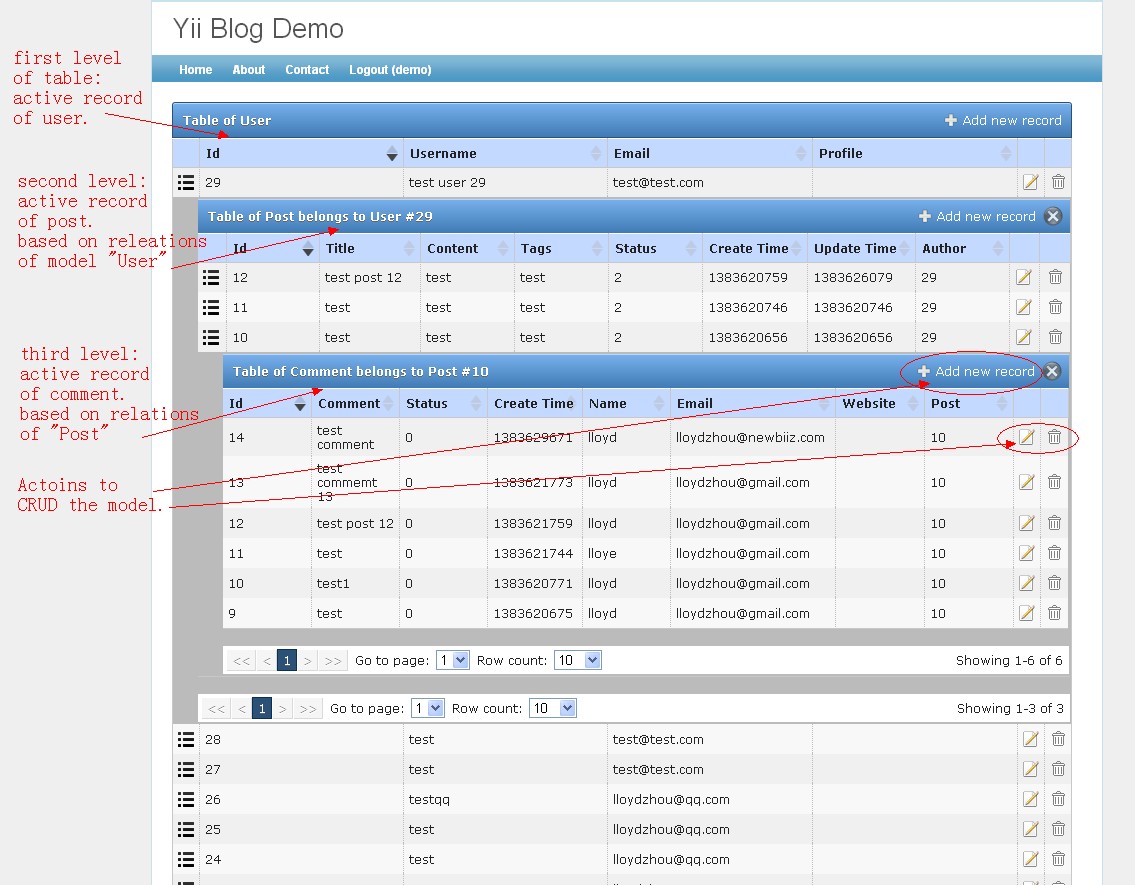 Yii Blog Demo
Home About Contact Logout (demo)
first level
of table:
active record
of user.
Table of User Add new record
Id Username Email Profile
29 test user 29 test@test.com
second level:
active record
of post.
based on releations
of model "User"
Table of Post belongs to User #29 Add new record
Id Title Content Tags Status Create Time Update Time Author
12 test post 12 test test 2 1383620759 1383626079 29
11 test test test 2 1383620746 1383620746 29
10 test test test 2 1383620656 1383620656 29
third level:
active record
of comment.
based on relations
of "Post"
Table of Comment belongs to Post #10 Add new record
Id Comment Status Create Time Name Email Website Post
14 test comment 0 1383629671 lloyd lloydzhou@newbiiz.com 10
Actoins to
CRUD the model.
13 test commemt 13 0 1383621773 lloyd lloydzhou@gmail.com 10
12 test post 12 0 1383621759 lloyd lloydzhou@gmail.com 10
11 test 0 1383621744 lloye lloydzhou@gmail.com 10
10 test1 0 1383620771 lloyd lloydzhou@gmail.com 10
9 test 0 1383620675 lloyd lloydzhou@gmail.com 10
<< < 1 > >> Go to page: 1 Row count: 10 Showing 1-6 of 6
<< < 1 > >> Go to page: 1 Row count: 10 Showing 1-3 of 3
28 test test@test.com
27 test test@test.com
26 testqq lloydzhou@qq.com
25 test lloydzhou@qq.com
24 test lloydzhou@qq.com